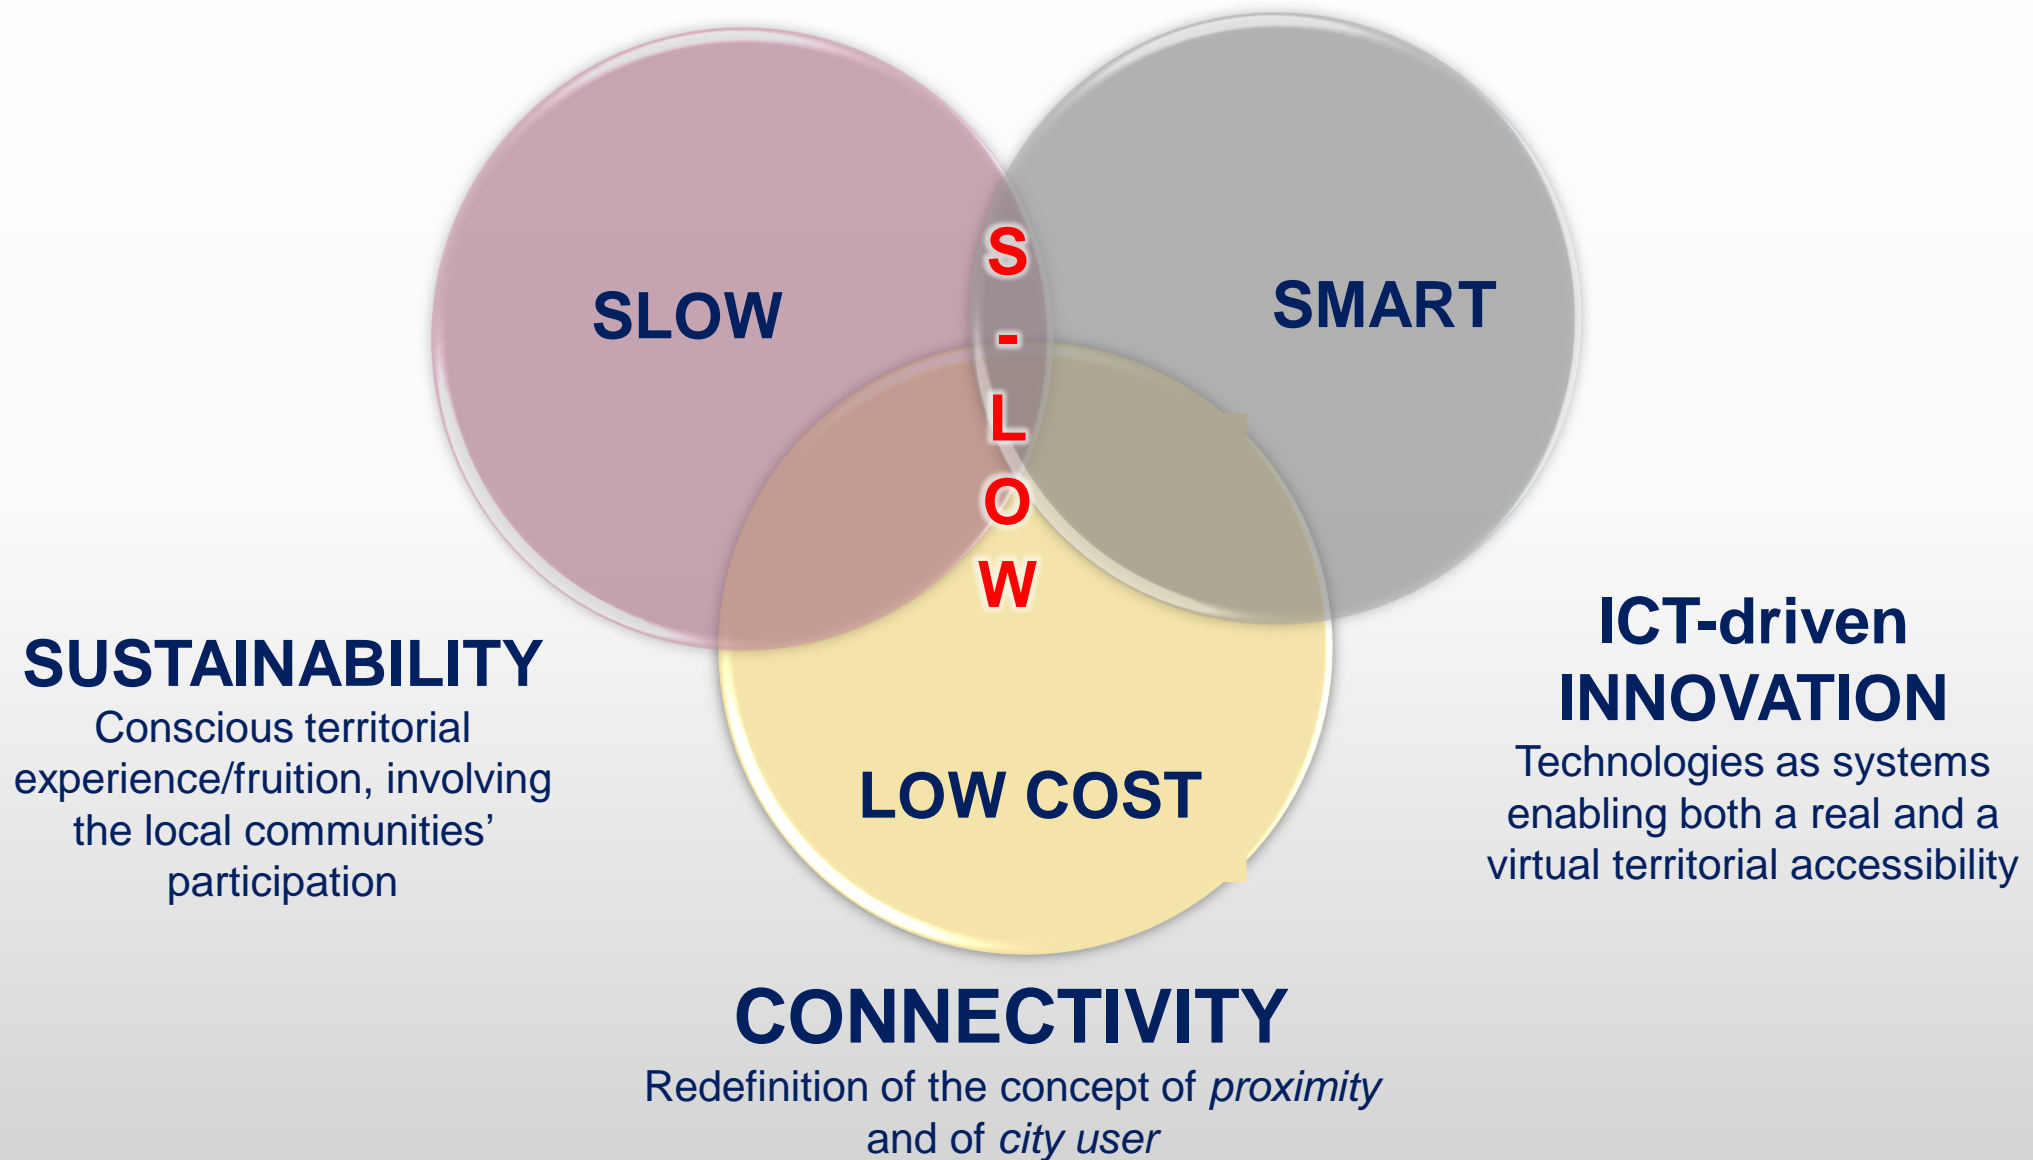 SLOW
SMART
S
-
L
O
W
LOW COST
SUSTAINABILITY
Conscious territorial
experience/fruition, involving
the local communities’
participation
ICT-driven
INNOVATION
Technologies as systems
enabling both a real and a
virtual territorial accessibility
CONNECTIVITY
Redefinition of the concept of proximity
and of city user